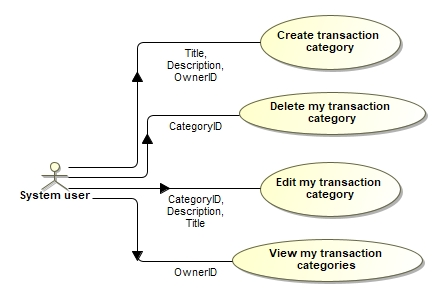 Create transaction
category
Title,
Description,
OwnerID
Delete my transaction
category
CategoryID
System user
Edit my transaction
category
CategoryID,
Description,
Title
View my transaction
categories
OwnerID